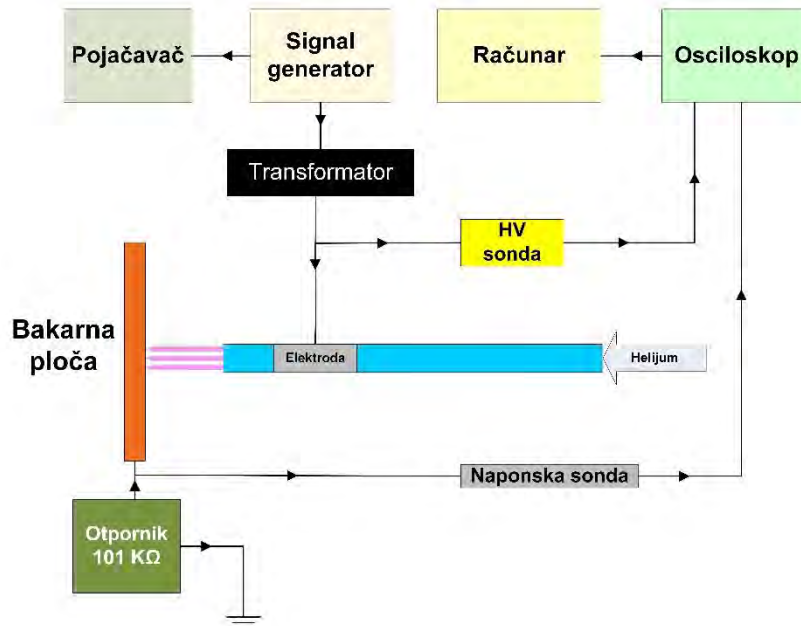 Pojačavač
Signal
generator
Računar
Osciloskop
Transformator
HV
sonda
Bakarna
ploča
Elektroda
Helijum
Naponska sonda
Otpornik
101 KΩ